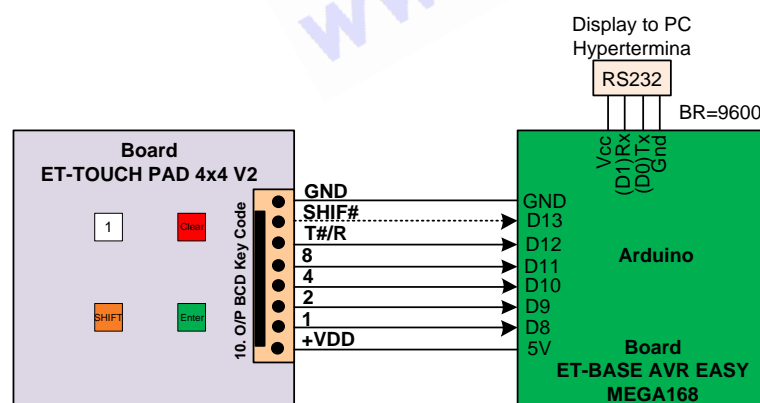 WW
Display to PC
Hypertermina
RS232
BR=9600
Vcc
(D1)Rx
(D0)Tx
Gnd
Board
ET-TOUCH PAD 4x4 V2
1
Clear
SHIFT
Enter
10. O/P BCD Key Code
GND
SHIF#
T#/R
8
4
2
1
+VDD
GND
D13
D12
D11
D10
D9
D8
5V
Arduino
Board
ET-BASE AVR EASY
MEGA168